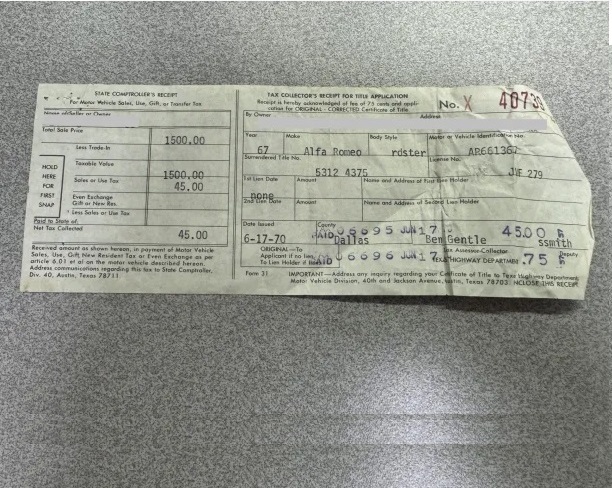 STATE COMPTROLLER'S RECEIPT
For Motor Vehicle Sales, Use, Gift, or Transfer Tax
Name of Seller or Owner
Total Sale Price 1500.00
Less Trade-In
Taxable Value 1500.00
Sales or Use Tax 45.00
Even Exchange
Gift or New Res.
* Less Sales or Use Tax
HOLD
HERE
FOR
FIRST
SNAP
Paid to State of:
Net Tax Collected 45.00
Received amount as shown hereon, in payment of Motor Vehicle
Sales, Use, Gift, New Resident Tax or Even Exchange as per
article 6.01 et al on the motor vehicle described hereon.
Address communications regarding this tax to State Comptroller,
Div. 40, Austin, Texas 78711
TAX COLLECTOR'S RECEIPT FOR TITLE APPLICATION
Receipt is hereby acknowledged of fee of 75 cents and appli-
cation for ORIGINAL - CORRECTED Certificate of Title.
No. X 40739
By Owner Address
Year Make Body Style Motor or Vehicle Identification No.
67 Alfa Romeo rdster AR661367
Surrendered Title No. License No.
5312 4375 279
1st Lien Date Amount Name and Address of First Lien Holder
none
2nd Lien Date Amount Name and Address of Second Lien Holder
Date Issued County
06695 JUN 17 45.00
6-17-70 Dallas Ben Gentle ssmith
Tax Assessor-Collector Deputy
ORIGINAL—To
Applicant if no lien,
To Lien Holder if
06696 JUN 17 TEXAS HIGHWAY DEPARTMENT .75
Form 31 IMPORTANT—Address any inquiry regarding your Certificate of Title to Texas Highway Department
Motor Vehicle Division, 40th and Jackson Avenue, Austin, Texas 78703. ENCLOSE THIS RECEIPT